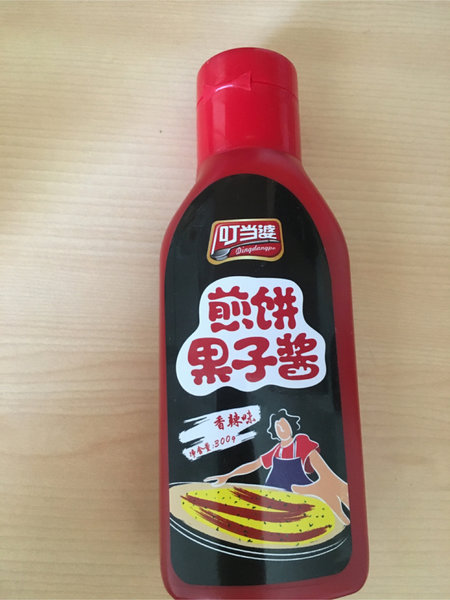 叮当婆
Dingdangpo
煎饼
果子酱
香辣味
净含量:300g